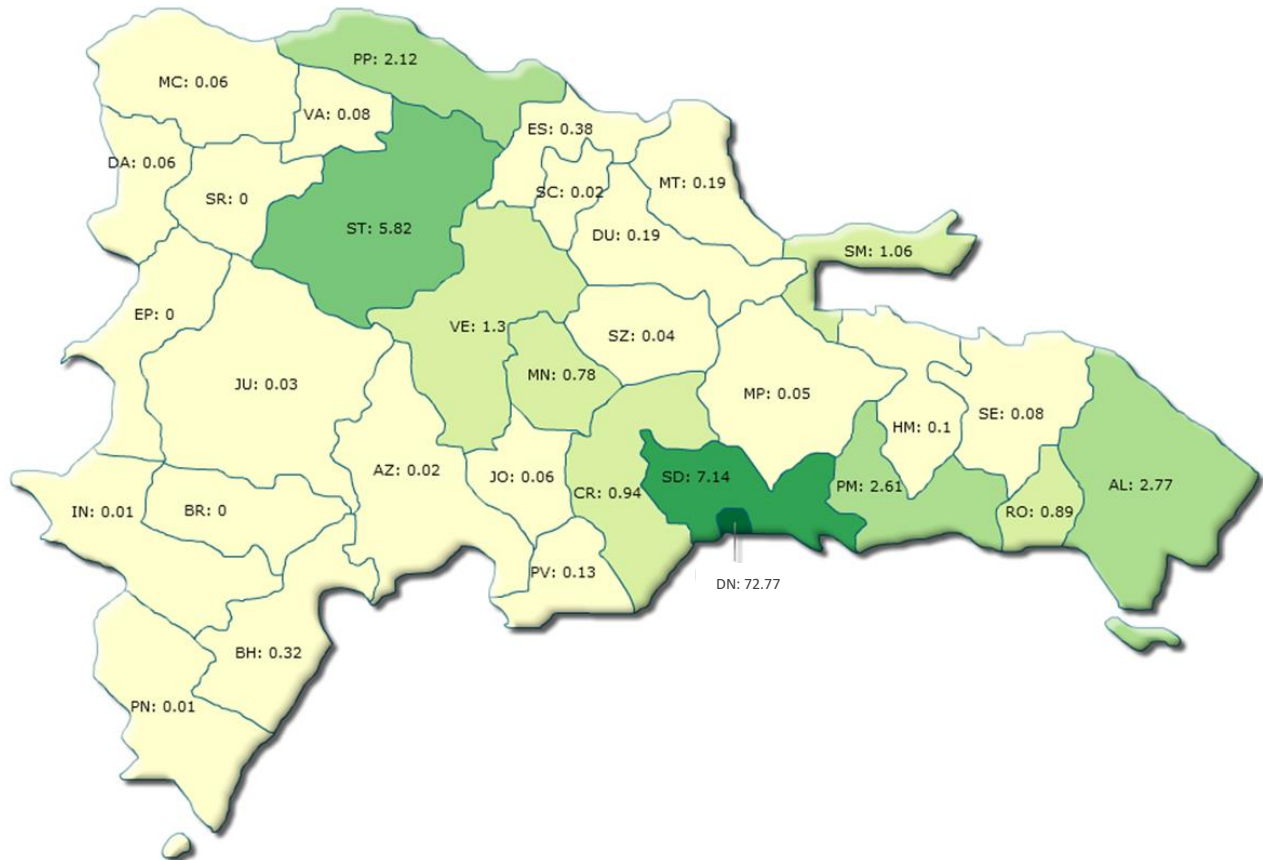 PP: 2.12
MC: 0.06
VA: 0.08
ES: 0.38
DA: 0.06
SR: 0
SC: 0.02
MT: 0.19
ST: 5.82
DU: 0.19
SM: 1.06
EP: 0
VE: 1.3
SZ: 0.04
JU: 0.03
MN: 0.78
MP: 0.05
SE: 0.08
HM: 0.1
AZ: 0.02
JO: 0.06
SD: 7.14
CR: 0.94
PM: 2.61
AL: 2.77
IN: 0.01
BR: 0
RO: 0.89
PV: 0.13
DN: 72.77
BH: 0.32
PN: 0.01